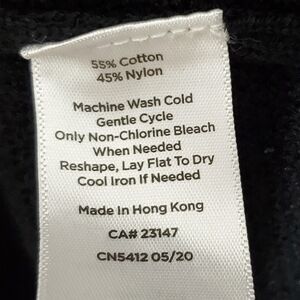 55% Cotton
45% Nylon
Machine Wash Cold
Gentle Cycle
Only Non-Chlorine Bleach
When Needed
Reshape, Lay Flat To Dry
Cool Iron If Needed
Made in Hong Kong
CA# 23147
CN5412 05/20